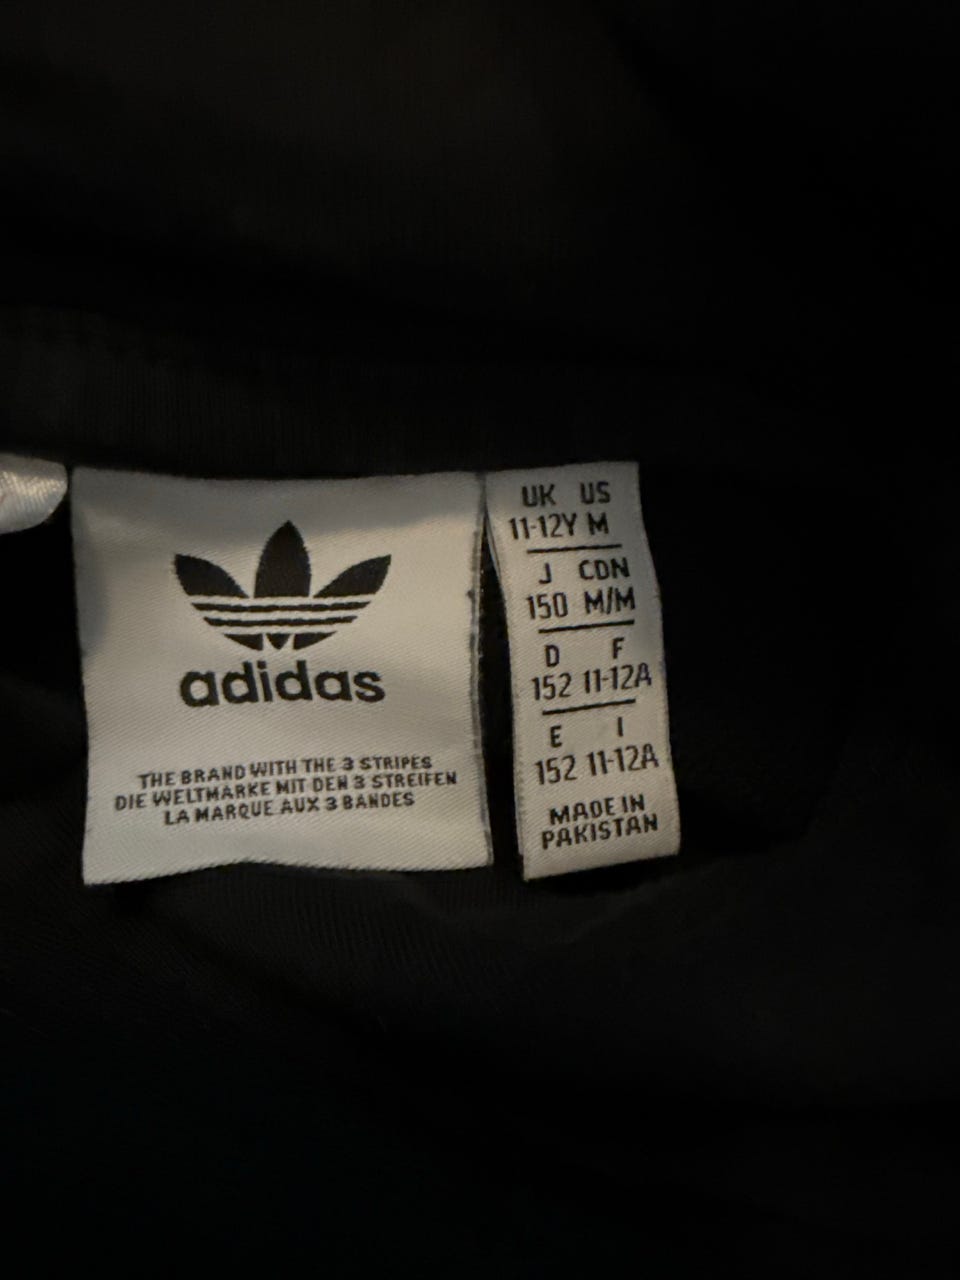 adidas
THE BRAND WITH THE 3 STRIPES
DIE WELTMARKE MIT DEN 3 STREIFEN
LA MARQUE AUX 3 BANDES
UK US
11-12Y M
J CDN
150 M/M
D F
152 11-12A
E I
152 11-12A
MADE IN
PAKISTAN